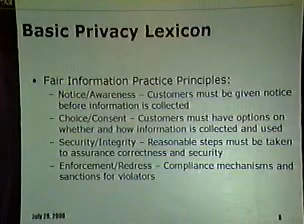 Basic Privacy Lexicon
• Fair Information Practice Principles:
– Notice/Awareness – Customers must be given notice
before information is collected
– Choice/Consent – Customers must have options on
whether and how information is collected and used
– Security/Integrity – Reasonable steps must be taken
to assurance correctness and security
– Enforcement/Redress – Compliance mechanisms and
sanctions for violators
July 28, 2000